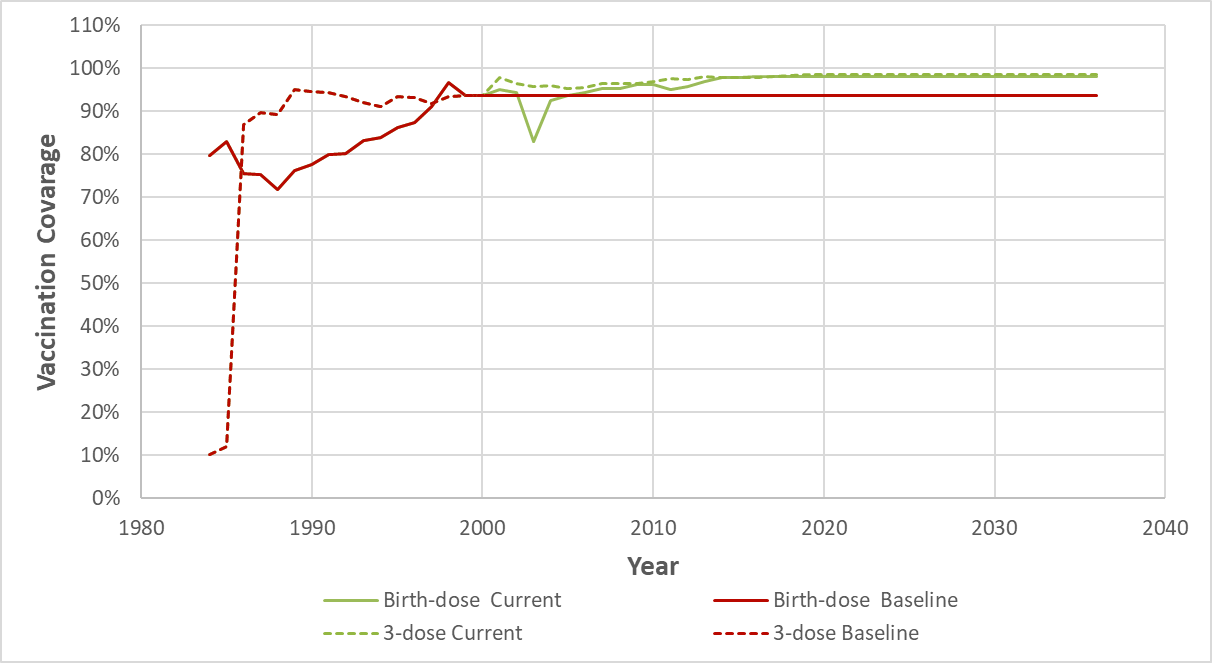 110%
100%
90%
80%
70%
60%
50%
40%
30%
20%
10%
0%
Vaccination Covarage
1980 1990 2000 2010 2020 2030 2040
Year
Birth-dose Current Birth-dose Baseline
3-dose Current 3-dose Baseline